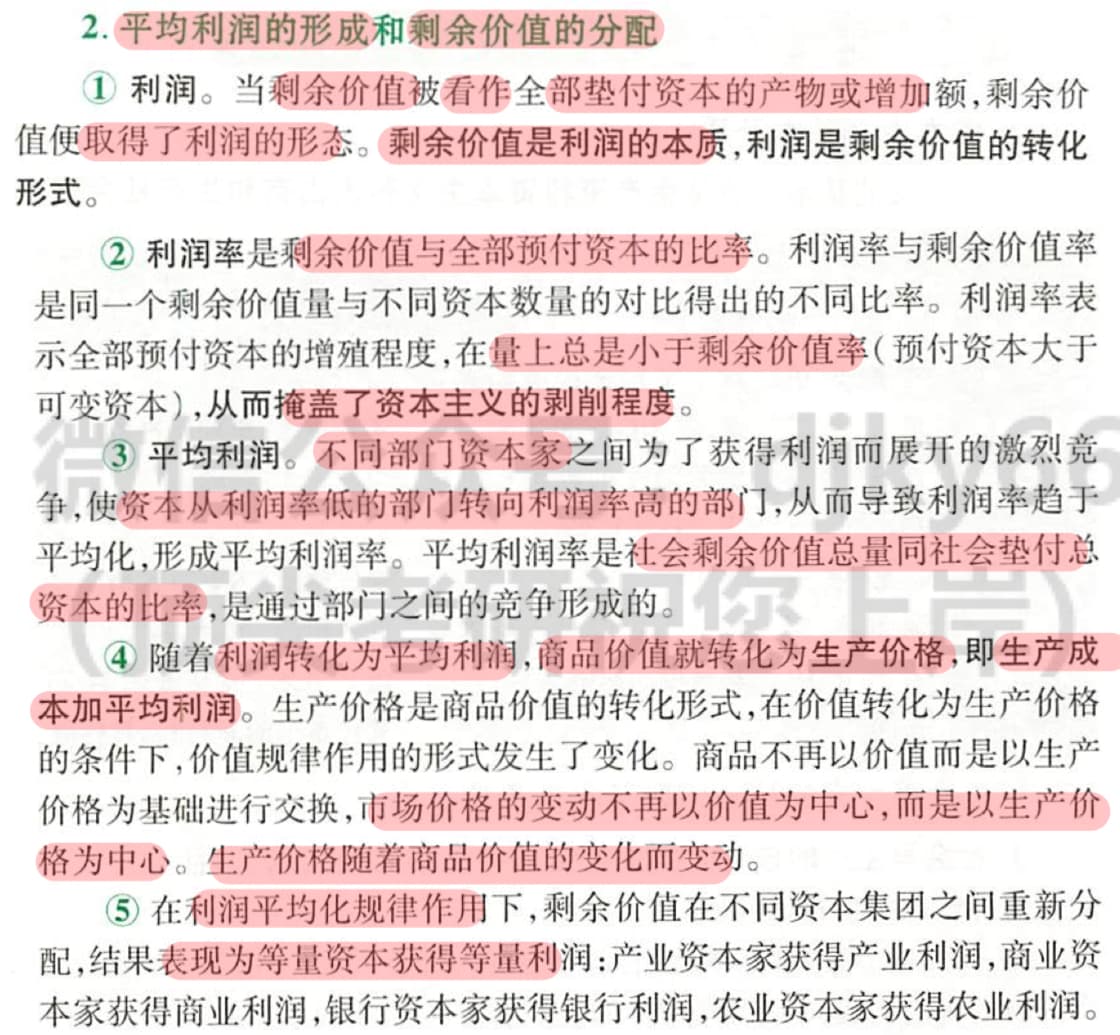 2. 平均利润的形成和剩余价值的分配
① 利润。当剩余价值被看作全部垫付资本的产物或增加额,剩余价
值便取得了利润的形态。剩余价值是利润的本质,利润是剩余价值的转化
形式。
② 利润率是剩余价值与全部预付资本的比率。利润率与剩余价值率
是同一个剩余价值量与不同资本数量的对比得出的不同比率。利润率表
示全部预付资本的增殖程度,在量上总是小于剩余价值率(预付资本大于
可变资本),从而掩盖了资本主义的剥削程度。
微信公众号:djky66
③ 平均利润。不同部门资本家之间为了获得利润而展开的激烈竞
争,使资本从利润率低的部门转向利润率高的部门,从而导致利润率趋于
平均化,形成平均利润率。平均利润率是社会剩余价值总量同社会垫付总
资本的比率,是通过部门之间的竞争形成的。
(顶尖考研祝您上岸)
④ 随着利润转化为平均利润,商品价值就转化为生产价格,即生产成
本加平均利润。生产价格是商品价值的转化形式,在价值转化为生产价格
的条件下,价值规律作用的形式发生了变化。商品不再以价值而是以生产
价格为基础进行交换,市场价格的变动不再以价值为中心,而是以生产价
格为中心。生产价格随着商品价值的变化而变动。
⑤ 在利润平均化规律作用下,剩余价值在不同资本集团之间重新分
配,结果表现为等量资本获得等量利润:产业资本家获得产业利润,商业资
本家获得商业利润,银行资本家获得银行利润,农业资本家获得农业利润。